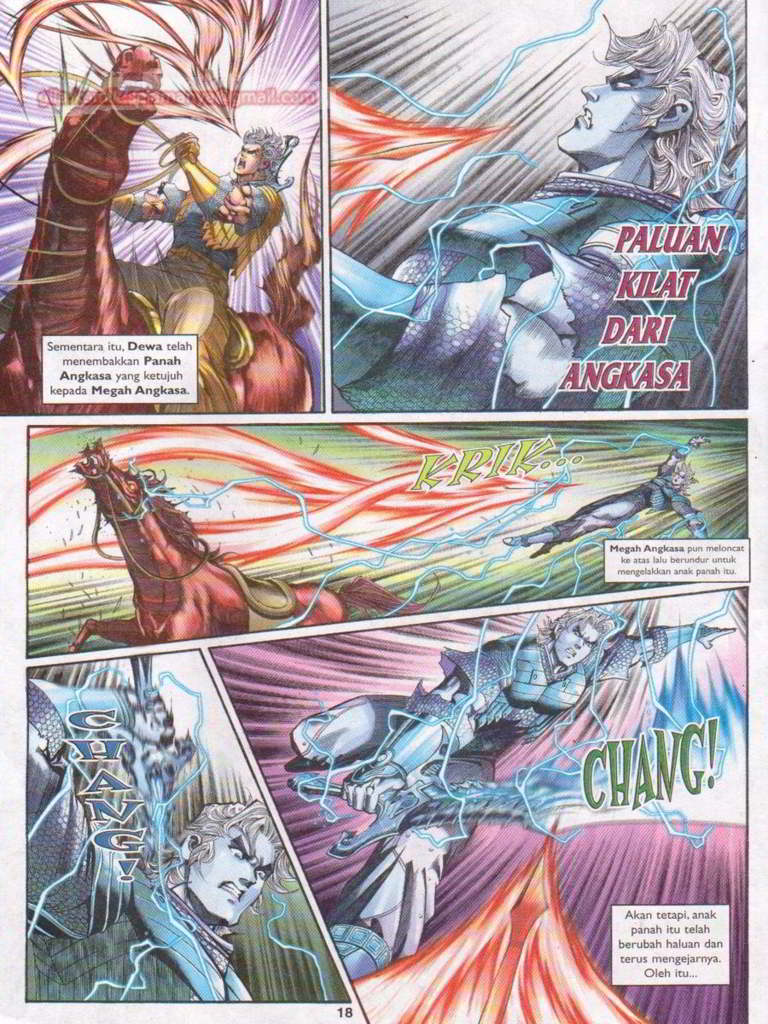 Sementara itu, Dewa telah
menembakkan Panah
Angkasa yang ketujuh
kepada Megah Angkasa.
PALUAN
KILAT
DARI
ANGKASA
KRIK...
Megah Angkasa pun meloncat
ke atas lalu berundur untuk
mengelakkan anak panah itu.
CHANG!
CHANG!
Akan tetapi, anak
panah itu telah
berubah haluan dan
terus mengejarnya.
Oleh itu...
18